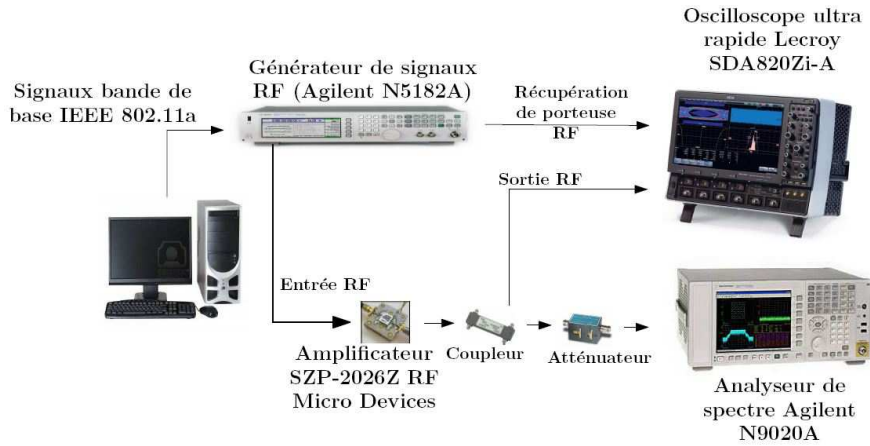 Oscilloscope ultra
rapide Lecroy
SDA820Zi-A
Générateur de signaux
RF (Agilent N5182A)
Signaux bande de
base IEEE 802.11a
Récupération
de porteuse
RF
Sortie RF
Entrée RF
Amplificateur
SZP-2026Z RF
Micro Devices
Coupleur
Atténuateur
Analyseur de
spectre Agilent
N9020A